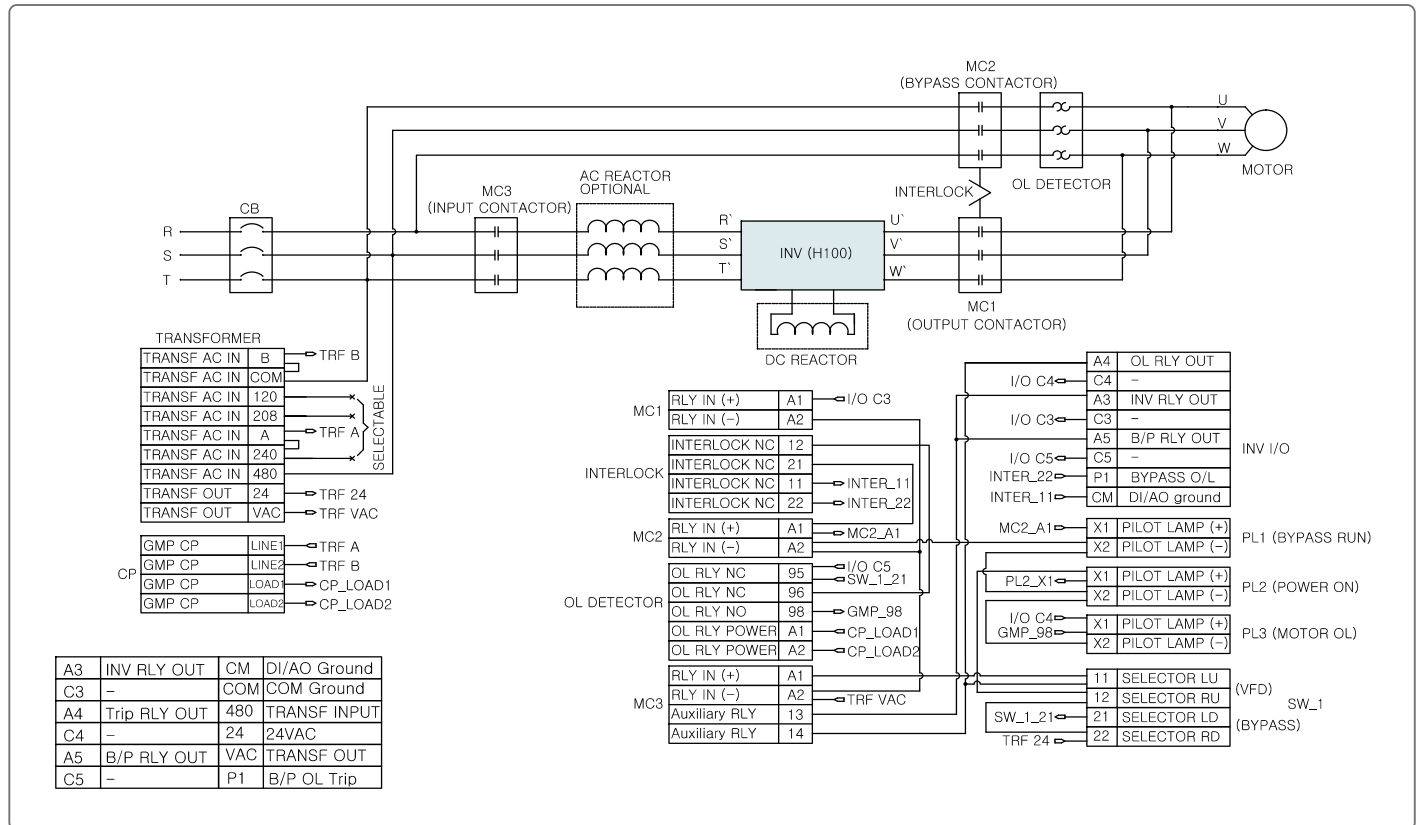 MC2
(BYPASS CONTACTOR)
U
V
W
MOTOR
OL DETECTOR
INTERLOCK
AC REACTOR
OPTIONAL
MC3
(INPUT CONTACTOR)
CB
R
S
T
R`
S`
T`
INV (H100)
U`
V`
W`
MC1
(OUTPUT CONTACTOR)
DC REACTOR
TRANSFORMER
TRANSF AC IN B TRF B
TRANSF AC IN COM
TRANSF AC IN 120
TRANSF AC IN 208
TRANSF AC IN A TRF A
TRANSF AC IN 240
TRANSF AC IN 480
TRANSF OUT 24 TRF 24
TRANSF OUT VAC TRF VAC
SELECTABLE
CP
GMP CP LINE1 TRF A
GMP CP LINE2 TRF B
GMP CP LOAD1 CP_LOAD1
GMP CP LOAD2 CP_LOAD2
A3 INV RLY OUT CM DI/AO Ground
C3 – COM COM Ground
A4 Trip RLY OUT 480 TRANSF INPUT
C4 – 24 24VAC
A5 B/P RLY OUT VAC TRANSF OUT
C5 – P1 B/P OL Trip
MC1
RLY IN (+) A1 I/O C3
RLY IN (-) A2
INTERLOCK
INTERLOCK NC 12
INTERLOCK NC 21
INTERLOCK NC 11 INTER_11
INTERLOCK NC 22 INTER_22
MC2
RLY IN (+) A1 MC2_A1
RLY IN (-) A2
OL DETECTOR
OL RLY NC 95 I/O C5
SW_1_21
OL RLY NC 96
OL RLY NO 98 GMP_98
OL RLY POWER A1 CP_LOAD1
OL RLY POWER A2 CP_LOAD2
MC3
RLY IN (+) A1
RLY IN (-) A2 TRF VAC
Auxiliary RLY 13
Auxiliary RLY 14
A4 OL RLY OUT
I/O C4 C4 –
A3 INV RLY OUT
I/O C3 C3 –
A5 B/P RLY OUT
I/O C5 C5 –
INTER_22 P1 BYPASS O/L
INTER_11 CM DI/AO ground
INV I/O
MC2_A1 X1 PILOT LAMP (+)
X2 PILOT LAMP (-)
PL1 (BYPASS RUN)
PL2_X1 X1 PILOT LAMP (+)
X2 PILOT LAMP (-)
PL2 (POWER ON)
I/O C4
GMP_98
X1 PILOT LAMP (+)
X2 PILOT LAMP (-)
PL3 (MOTOR OL)
11 SELECTOR LU
12 SELECTOR RU
(VFD)
SW_1
SW_1_21 21 SELECTOR LD
TRF 24 22 SELECTOR RD
(BYPASS)